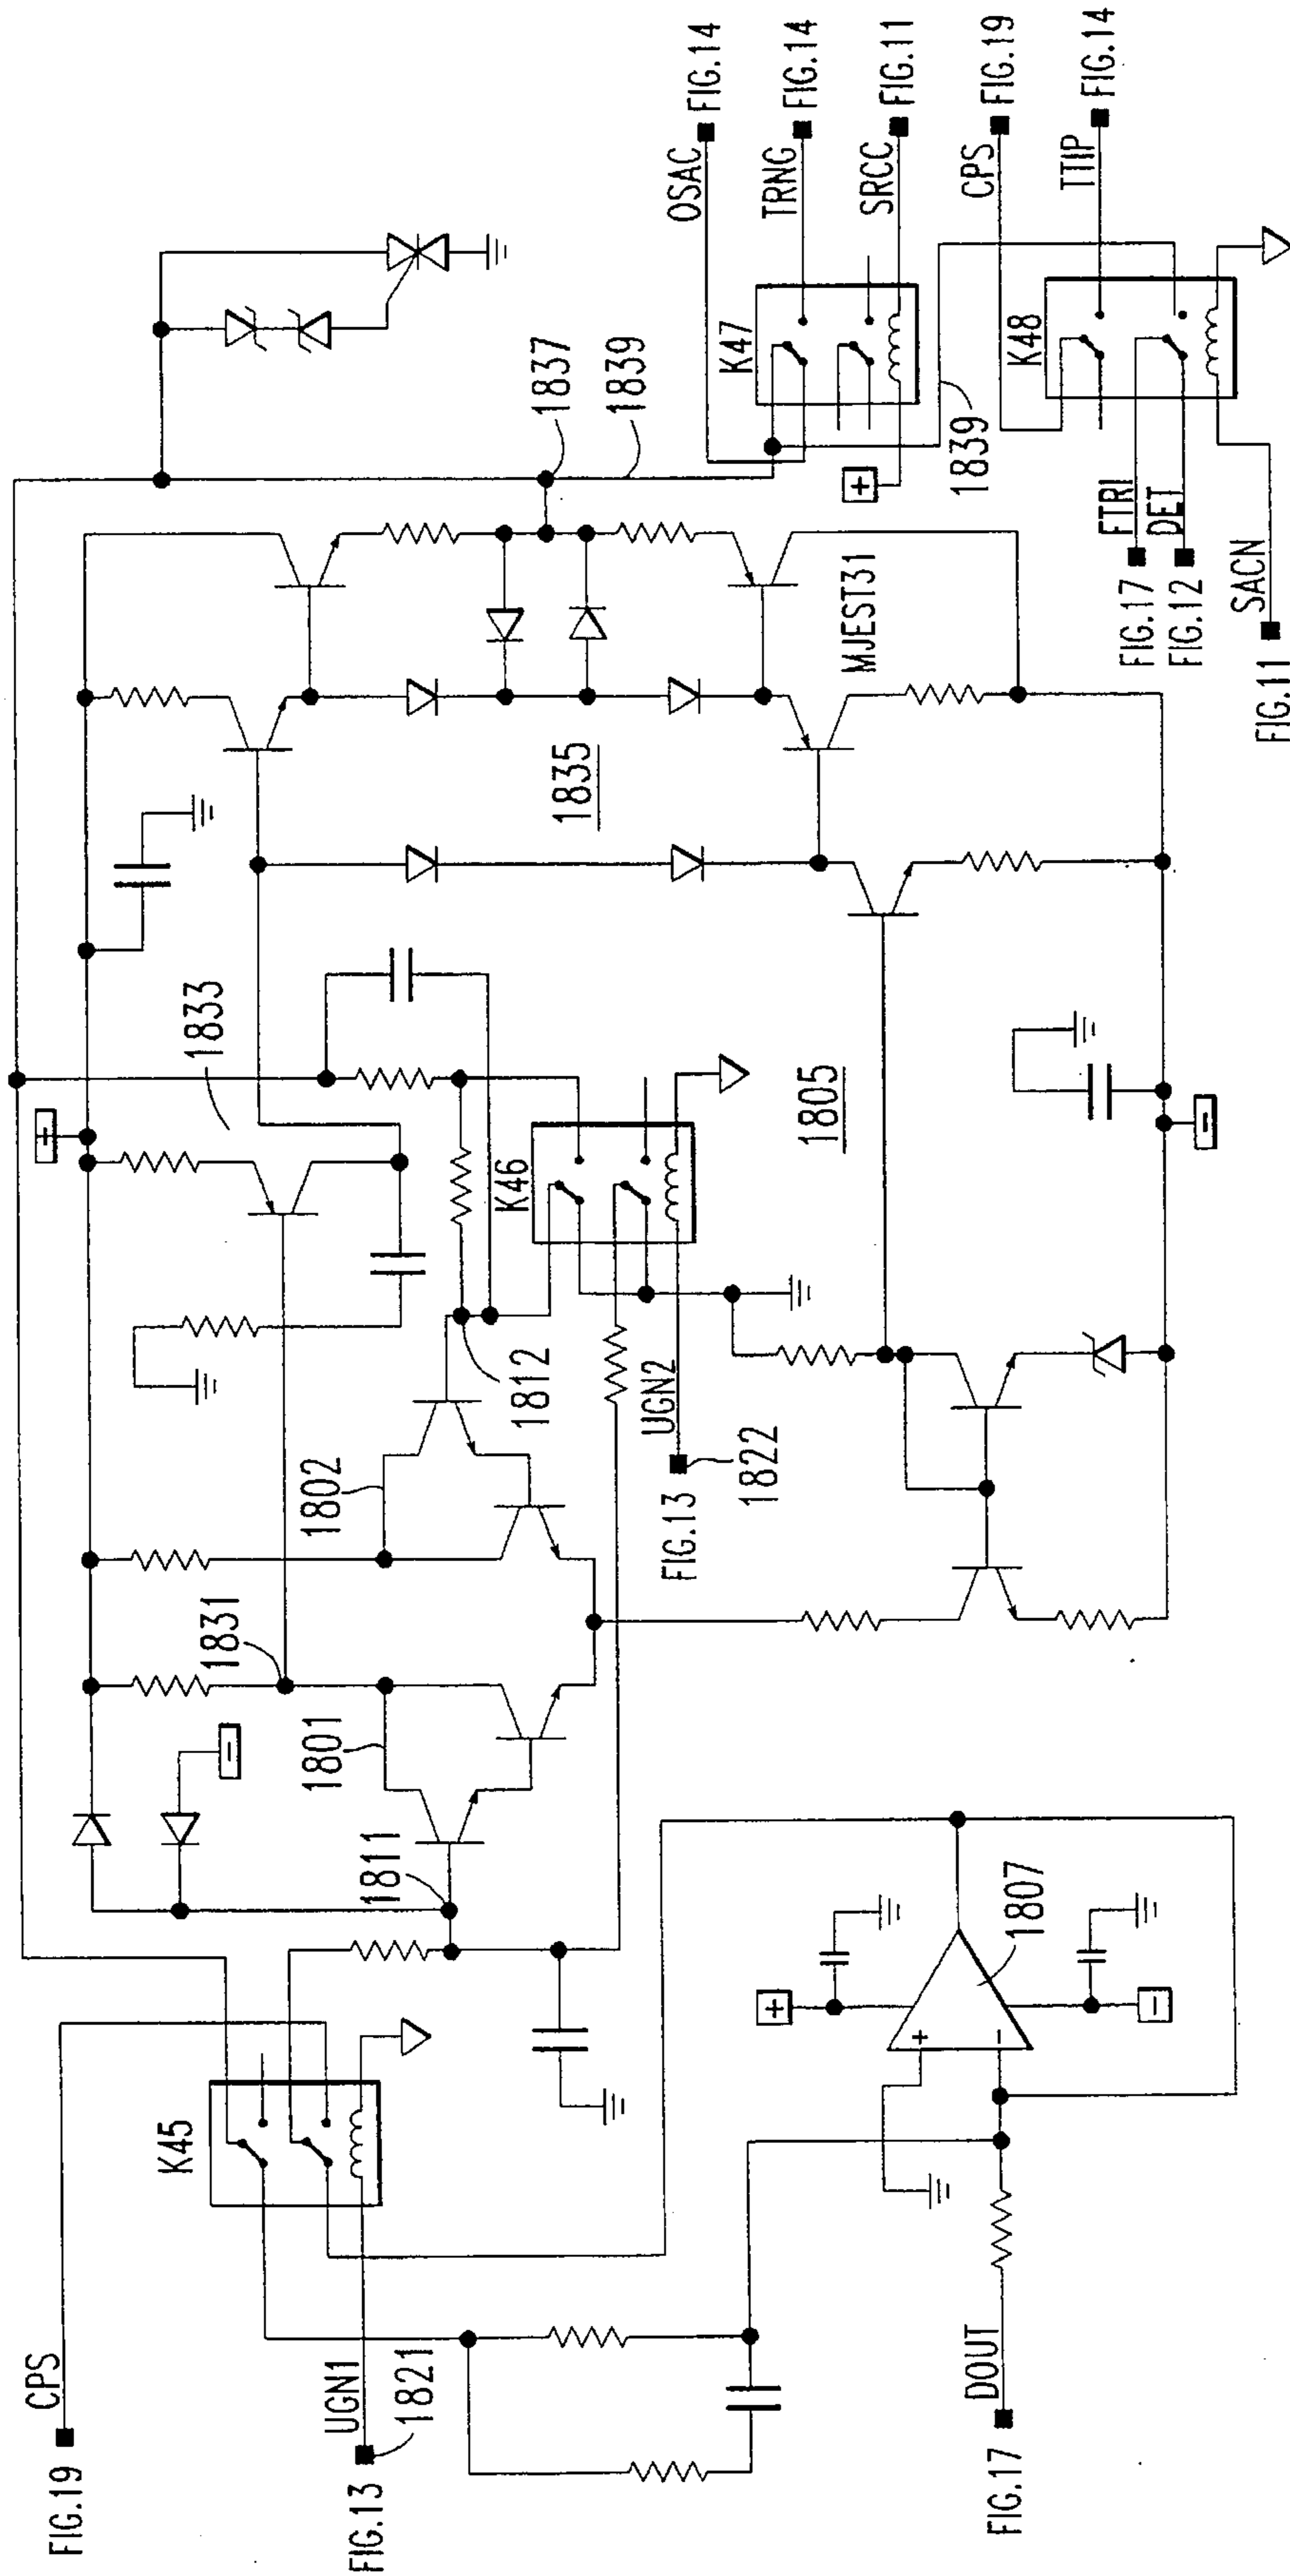 FIG.19 CPS
FIG.13 UGN1
1821
K45
FIG.17 DOUT
+
-
+
-
1807
1811
-
1801
1831
1802
1812
FIG.13 UGN2
1822
K46
1833
+
1805
-
1835
MJEST31
1837
1839
K47
+
1839
OSAC FIG.14
TRNG FIG.14
SRCC FIG.11
CPS FIG.19
TTIP FIG.14
K48
FIG.17 FTRI
FIG.12 DET
FIG.11 SACN